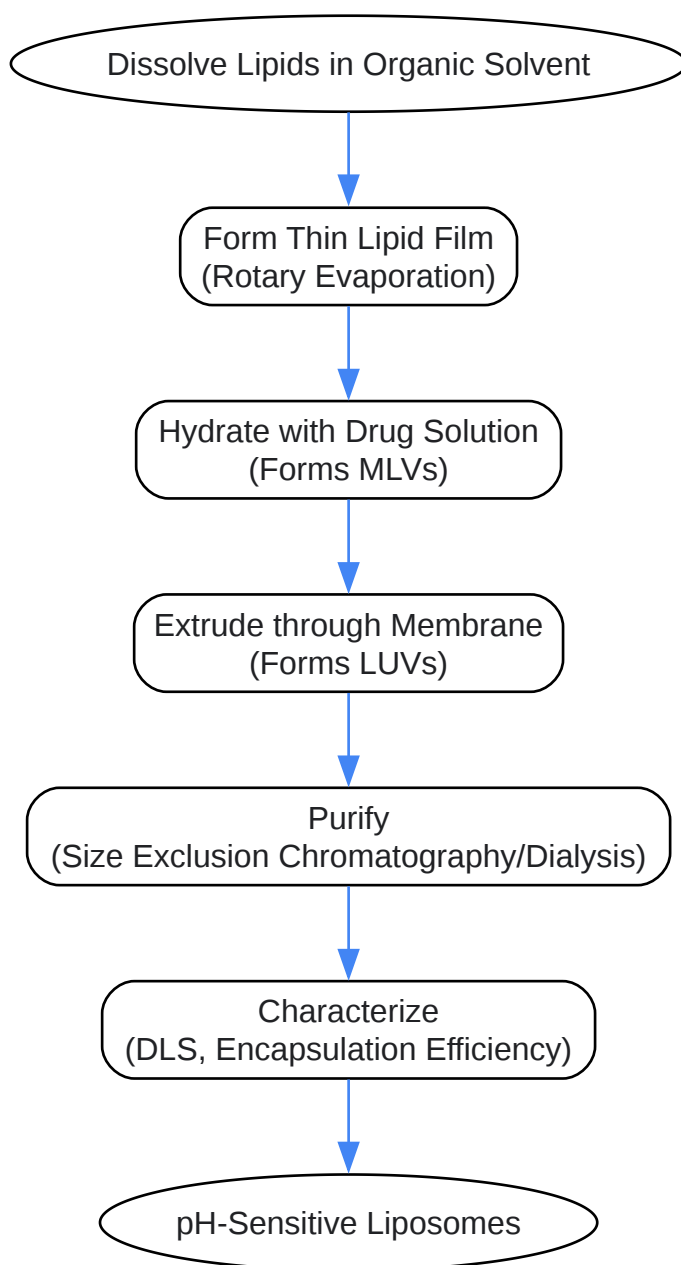 Dissolve Lipids in Organic Solvent
Form Thin Lipid Film
(Rotary Evaporation)
Hydrate with Drug Solution
(Forms MLVs)
Extrude through Membrane
(Forms LUVs)
Purify
(Size Exclusion Chromatography/Dialysis)
Characterize
(DLS, Encapsulation Efficiency)
pH-Sensitive Liposomes